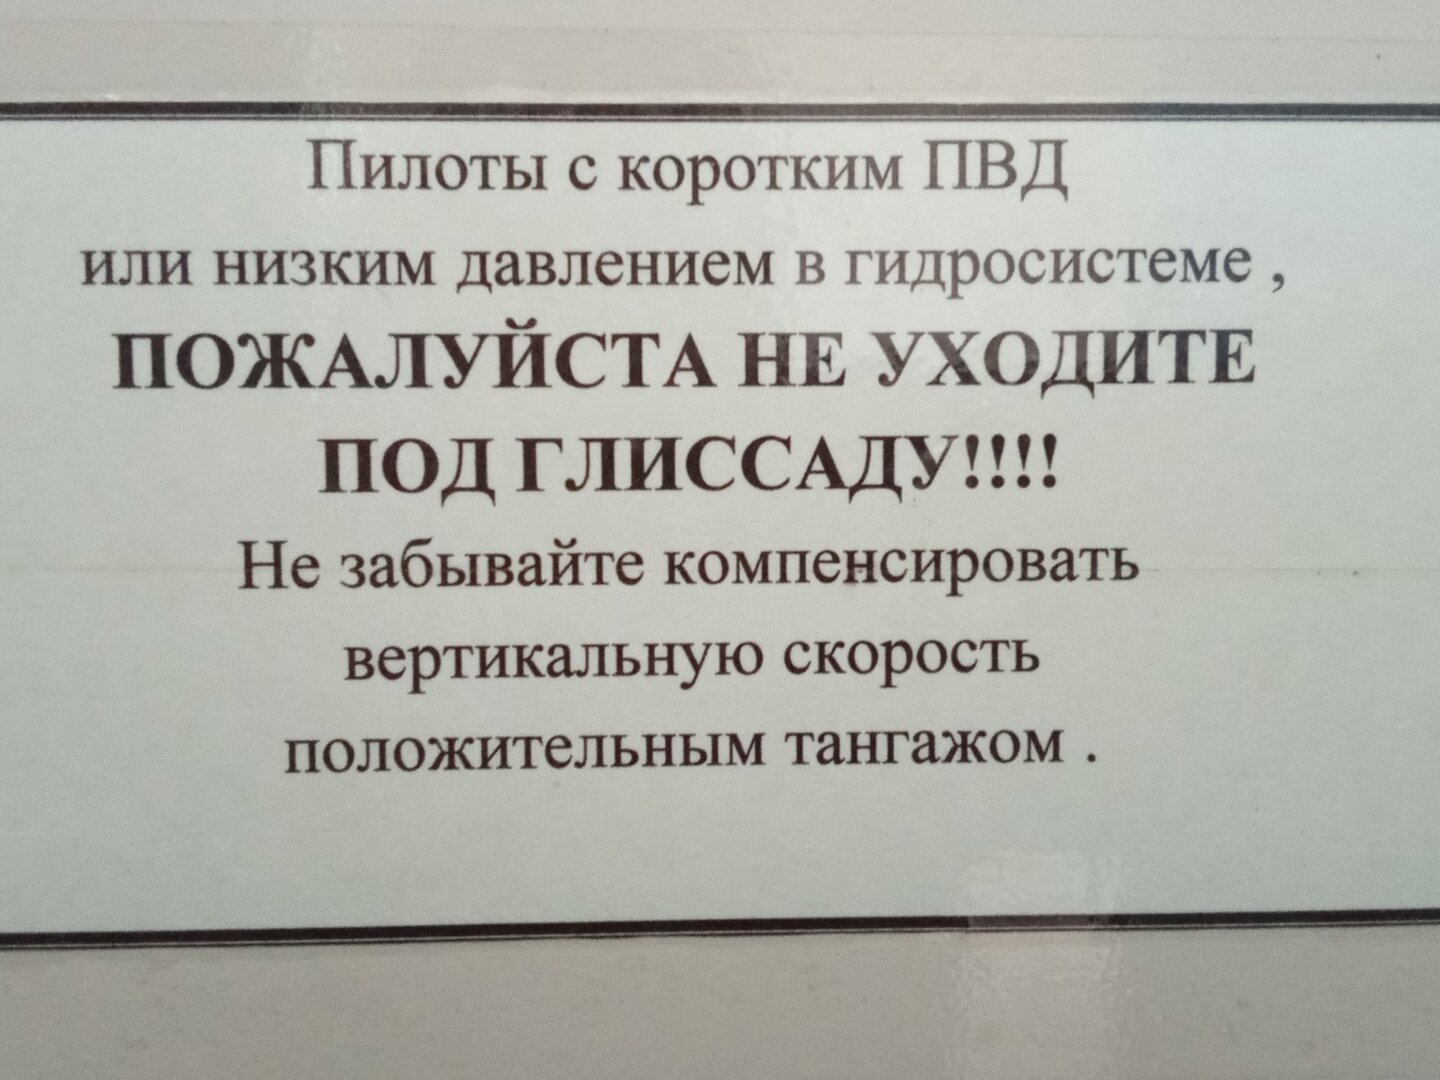 Пилоты с коротким ПВД
или низким давлением в гидросистеме ,
ПОЖАЛУЙСТА НЕ УХОДИТЕ
ПОД ГЛИССАДУ!!!!
Не забывайте компенсировать
вертикальную скорость
положительным тангажом .